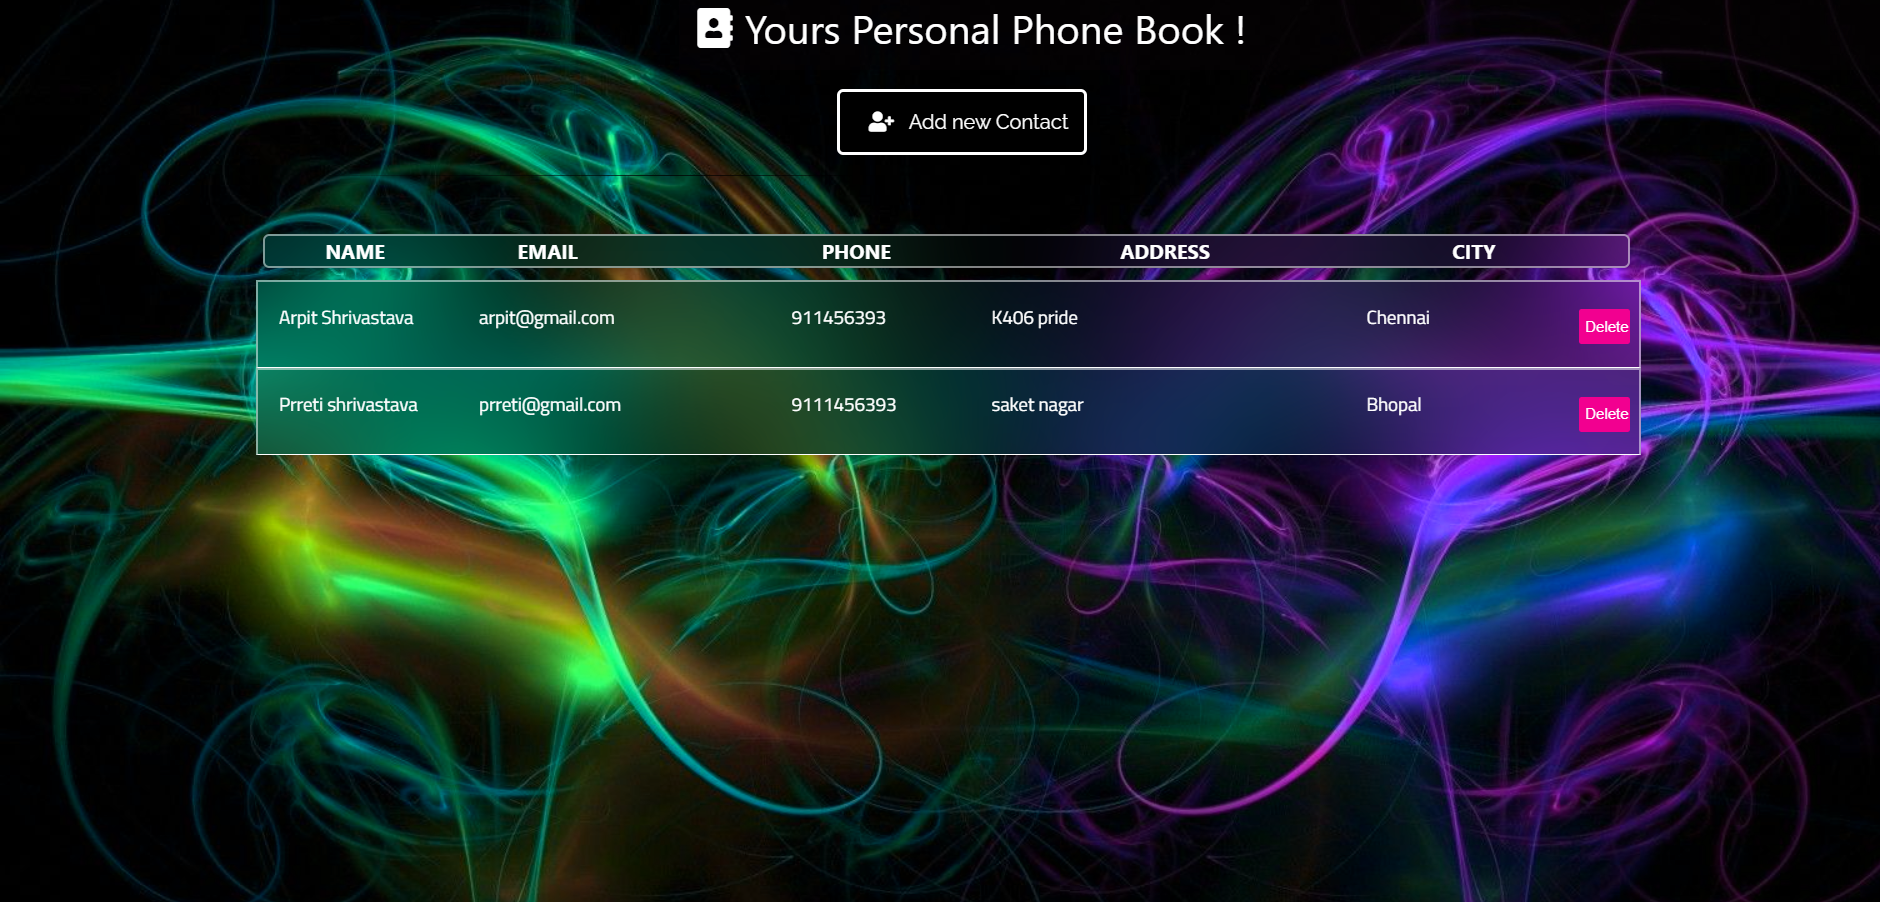 Yours Personal Phone Book !
Add new Contact
NAME EMAIL PHONE ADDRESS CITY
Arpit Shrivastava arpit@gmail.com 911456393 K406 pride Chennai Delete
Prreti shrivastava prreti@gmail.com 9111456393 saket nagar Bhopal Delete